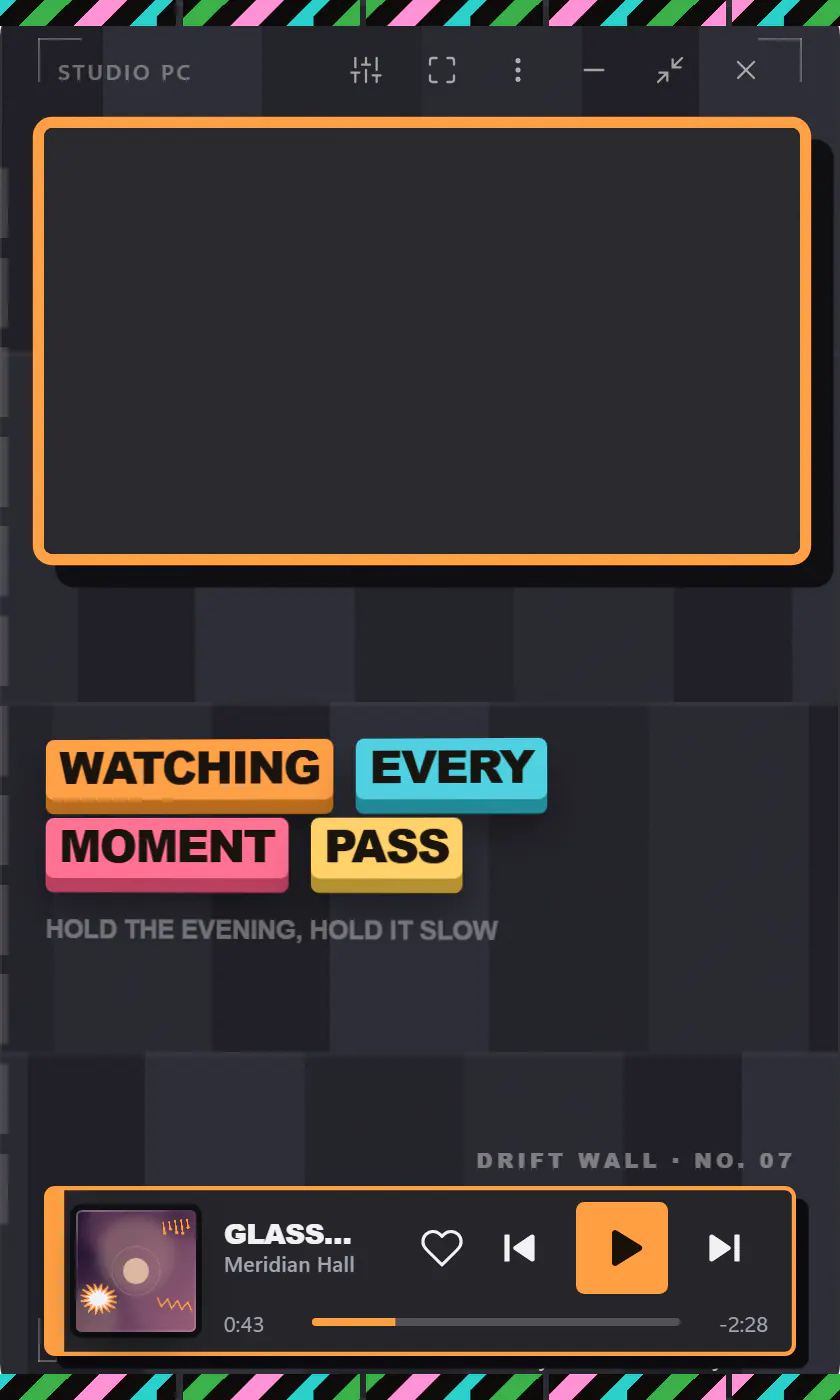 STUDIO PC
WATCHING EVERY
MOMENT PASS
HOLD THE EVENING, HOLD IT SLOW
DRIFT WALL · NO. 07
GLASS...
Meridian Hall
0:43
-2:28